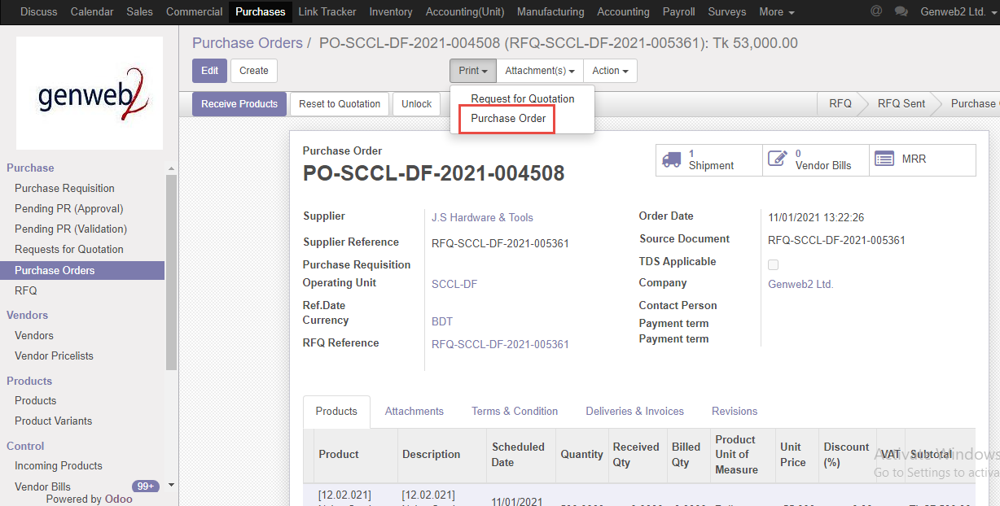 Discuss Calendar Sales Commercial Purchases Link Tracker Inventory Accounting(Unit) Manufacturing Accounting Payroll Surveys More @ Genweb2 Ltd.
genweb2
Purchase Orders / PO-SCCL-DF-2021-004508 (RFQ-SCCL-DF-2021-005361): Tk 53,000.00
Edit Create Print Attachment(s) Action
Receive Products Reset to Quotation Unlock RFQ RFQ Sent Purchase
Request for Quotation
Purchase Order
Purchase
Purchase Requisition
Pending PR (Approval)
Pending PR (Validation)
Requests for Quotation
Purchase Orders
RFQ
Vendors
Vendors
Vendor Pricelists
Products
Products
Product Variants
Control
Incoming Products
Vendor Bills 99+
Powered by Odoo
Purchase Order
PO-SCCL-DF-2021-004508
1
Shipment
0
Vendor Bills
MRR
Supplier J.S Hardware & Tools
Supplier Reference RFQ-SCCL-DF-2021-005361
Purchase Requisition
Operating Unit SCCL-DF
Ref.Date
Currency BDT
RFQ Reference RFQ-SCCL-DF-2021-005361
Order Date 11/01/2021 13:22:26
Source Document RFQ-SCCL-DF-2021-005361
TDS Applicable
Company Genweb2 Ltd.
Contact Person
Payment term
Payment term
Products Attachments Terms & Condition Deliveries & Invoices Revisions
Product Description Scheduled Date Quantity Received Qty Billed Qty Product Unit of Measure Unit Price Discount (%) VAT Subtotal
Activate Windows
Go to Settings to activa
[12.02.021] [12.02.021] 11/01/2021